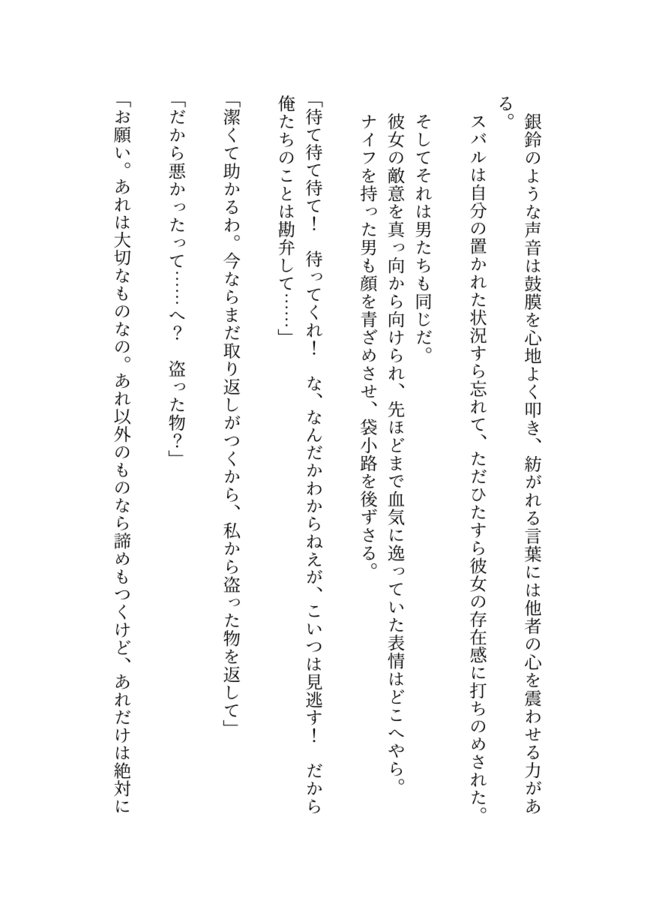 銀鈴のような声音は鼓膜を心地よく叩き、紡がれる言葉には他者の心を震わせる力があ
る。
　スバルは自分の置かれた状況すら忘れて、ただひたすら彼女の存在感に打ちのめされた。
　そしてそれは男たちも同じだ。
　彼女の敵意を真っ向から向けられ、先ほどまで血気に逸っていた表情はどこへやら。
　ナイフを持った男も顔を青ざめさせ、袋小路を後ずさる。
「待て待て待て！　待ってくれ！　な、なんだかわからねえが、こいつは見逃す！　だから
俺たちのことは勘弁して……」
「潔くて助かるわ。今ならまだ取り返しがつくから、私から盗った物を返して」
「だから悪かったって……へ？　盗った物？」
「お願い。あれは大切なものなの。あれ以外のものなら諦めもつくけど、あれだけは絶対に